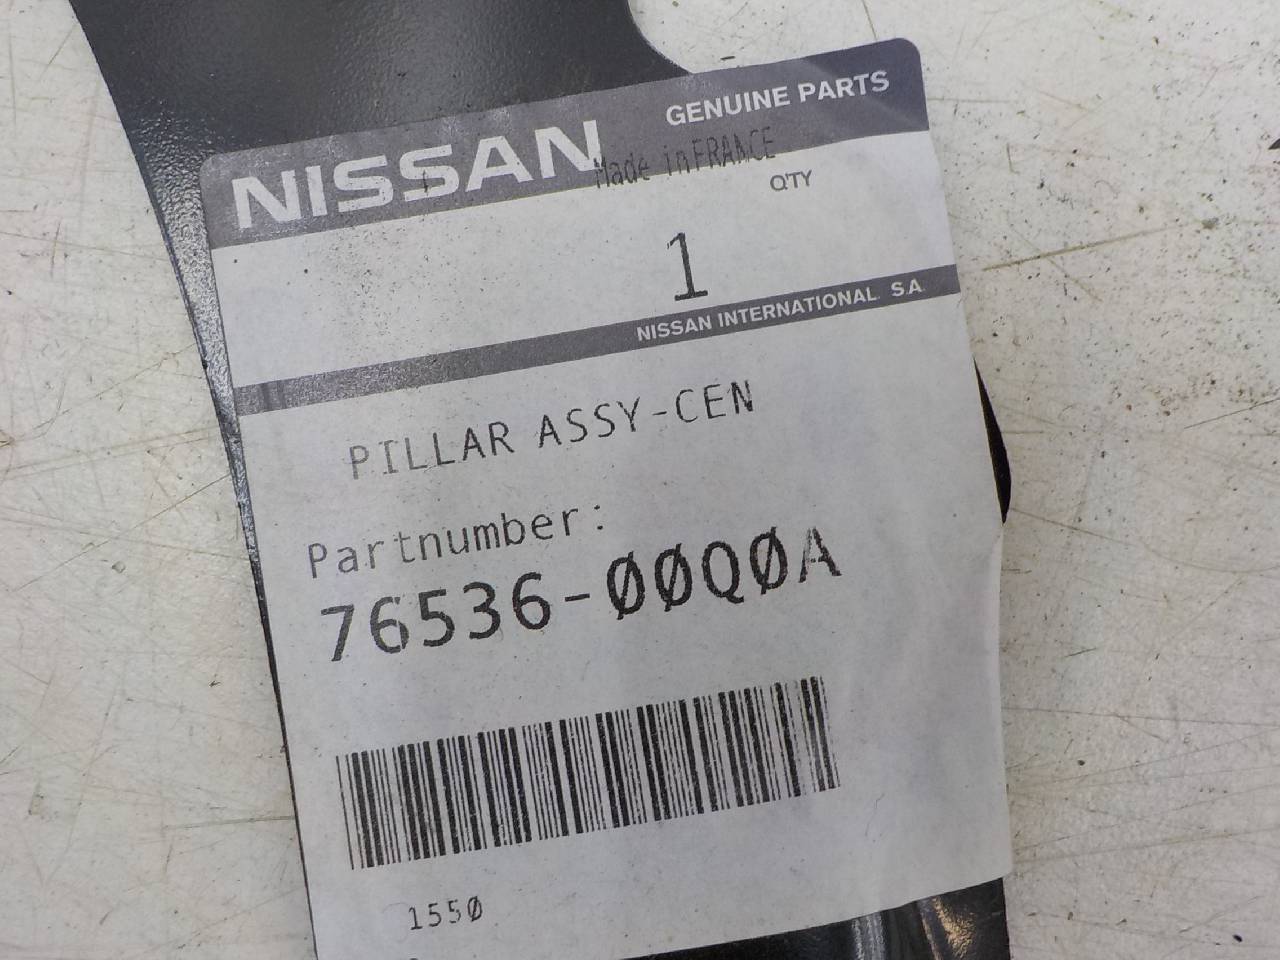 GENUINE PARTS
NISSAN
Made in FRANCE
Q'TY
1
NISSAN INTERNATIONAL. S.A.
PILLAR ASSY-CEN
Partnumber:
76536-00Q0A
1550